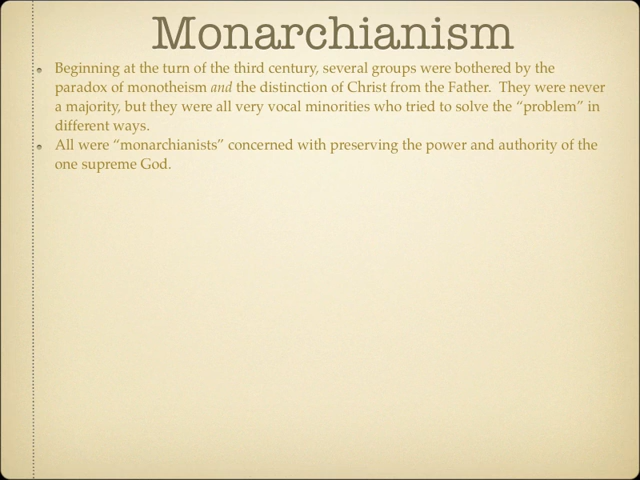 Monarchianism
Beginning at the turn of the third century, several groups were bothered by the
paradox of monotheism and the distinction of Christ from the Father.  They were never
a majority, but they were all very vocal minorities who tried to solve the “problem” in
different ways.
All were “monarchianists” concerned with preserving the power and authority of the
one supreme God.